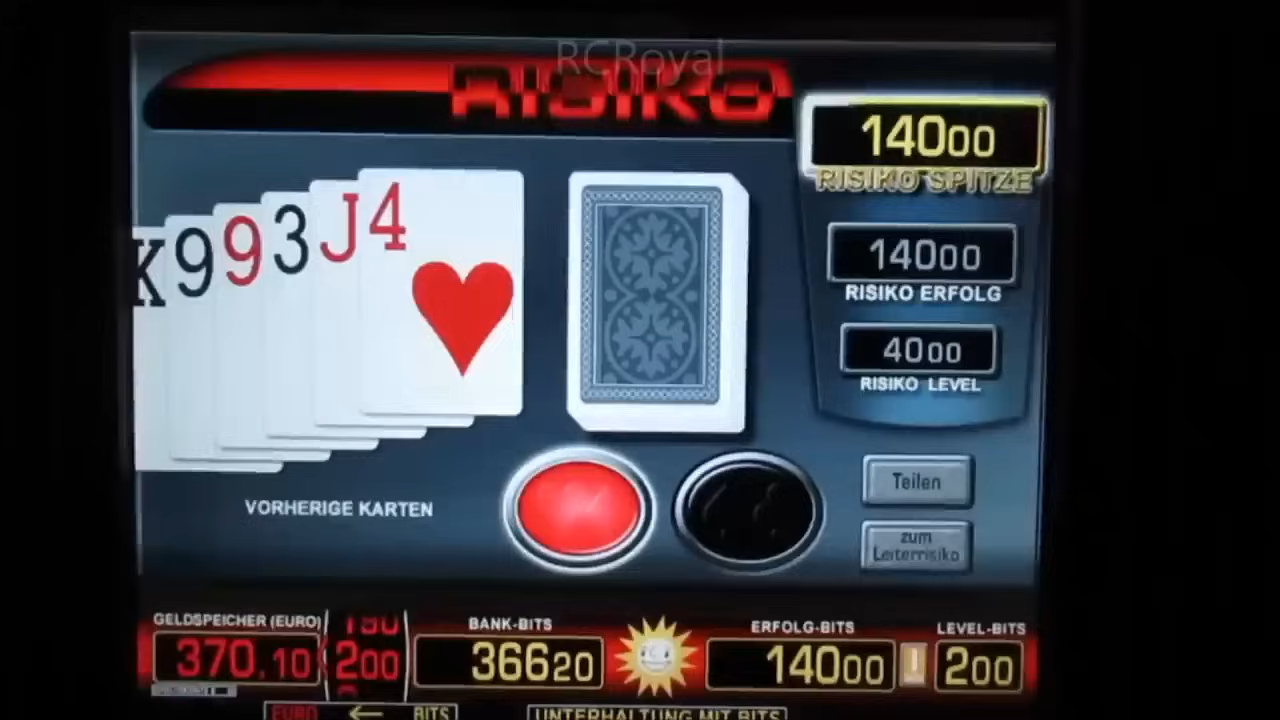 RCRoyal
RISIKO
14000
RISIKO SPITZE
K 9 9 3 J 4
14000
RISIKO ERFOLG
4000
RISIKO LEVEL
Teilen
VORHERIGE KARTEN
zum
Leiterrisiko
GELDSPEICHER (EURO)
190
BANK-BITS
ERFOLG-BITS
LEVEL-BITS
370.10
200
36620
14000
200
EURO ← BITS
UNTERHALTUNG MIT BITS